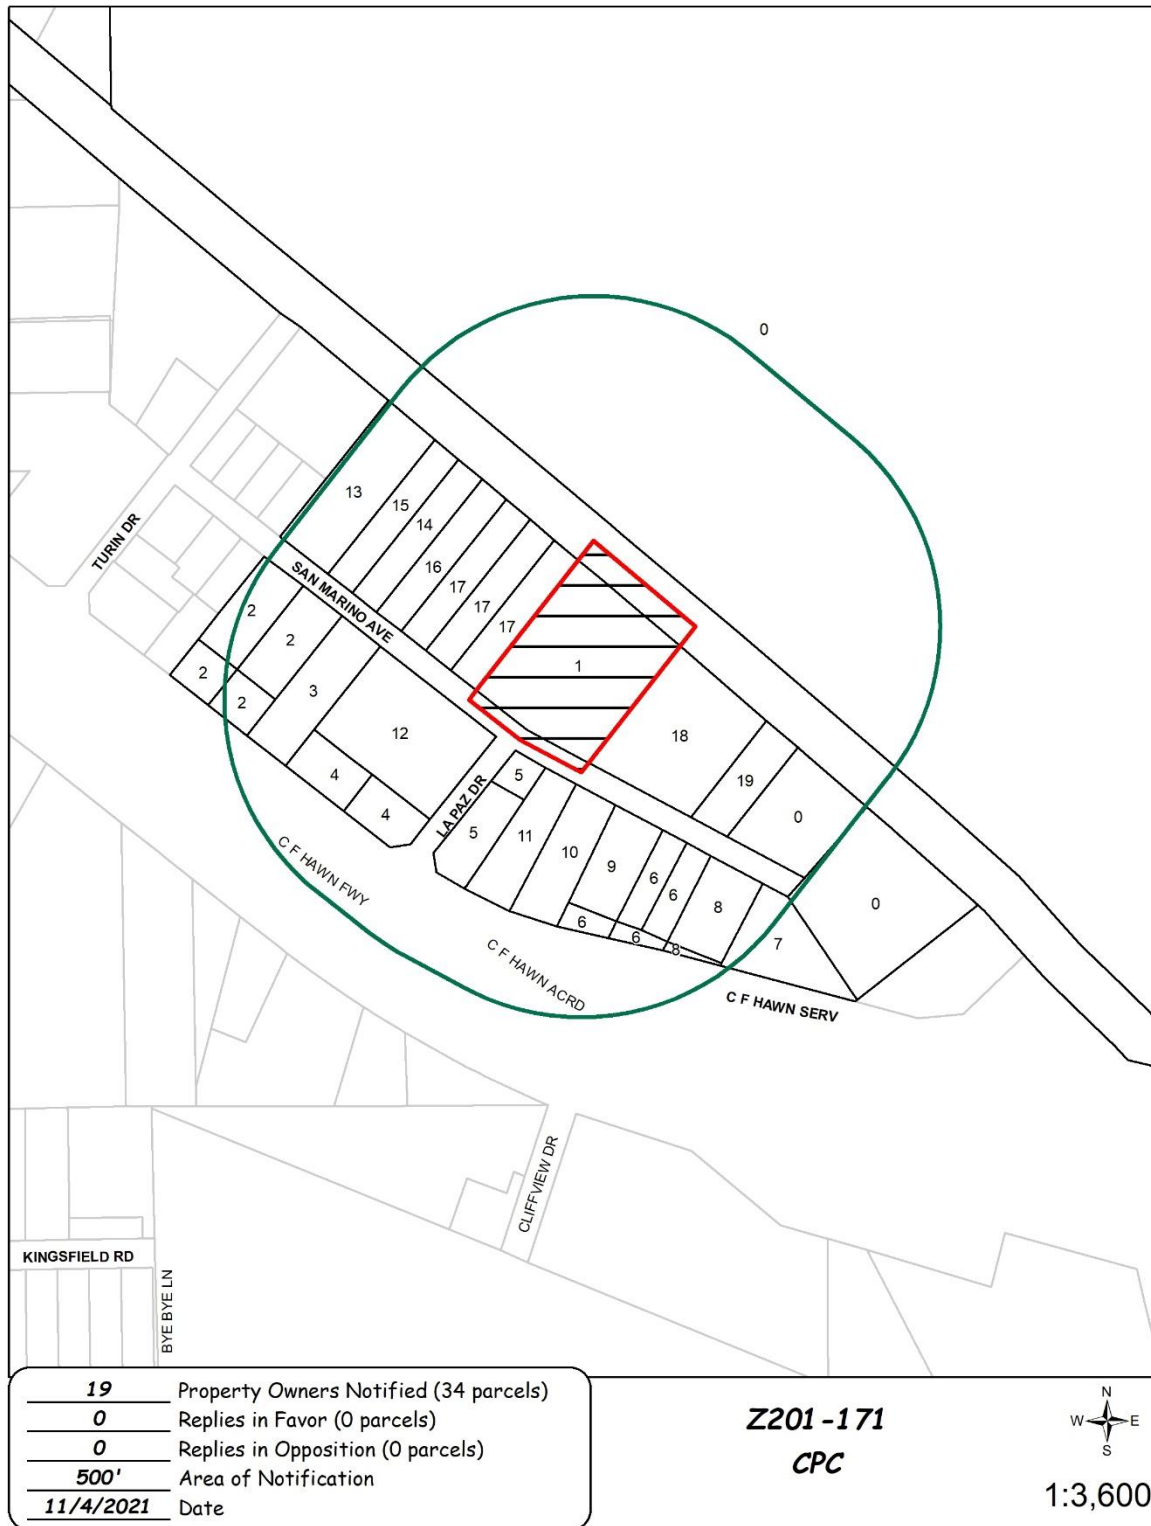 0
13
15
14
16
17
17
17
1
TURIN DR
SAN MARINO AVE
2
2
2
2
3
12
4
4
18
19
0
0
5
5
LA PAZ DR
11
10
9
6
6
8
6
6
8
7
C F HAWN FWY
C F HAWN ACRD
C F HAWN SERV
CLIFFVIEW DR
KINGSFIELD RD
BYE BYE LN
19 Property Owners Notified (34 parcels)
0 Replies in Favor (0 parcels)
0 Replies in Opposition (0 parcels)
500' Area of Notification
11/4/2021 Date
Z201-171
CPC
N
W E
S
1:3,600